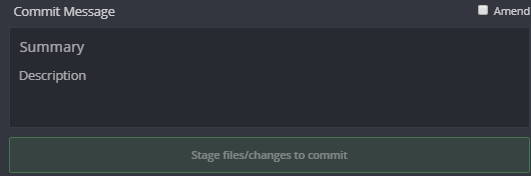 Commit Message
Amend
Summary
Description
Stage files/changes to commit